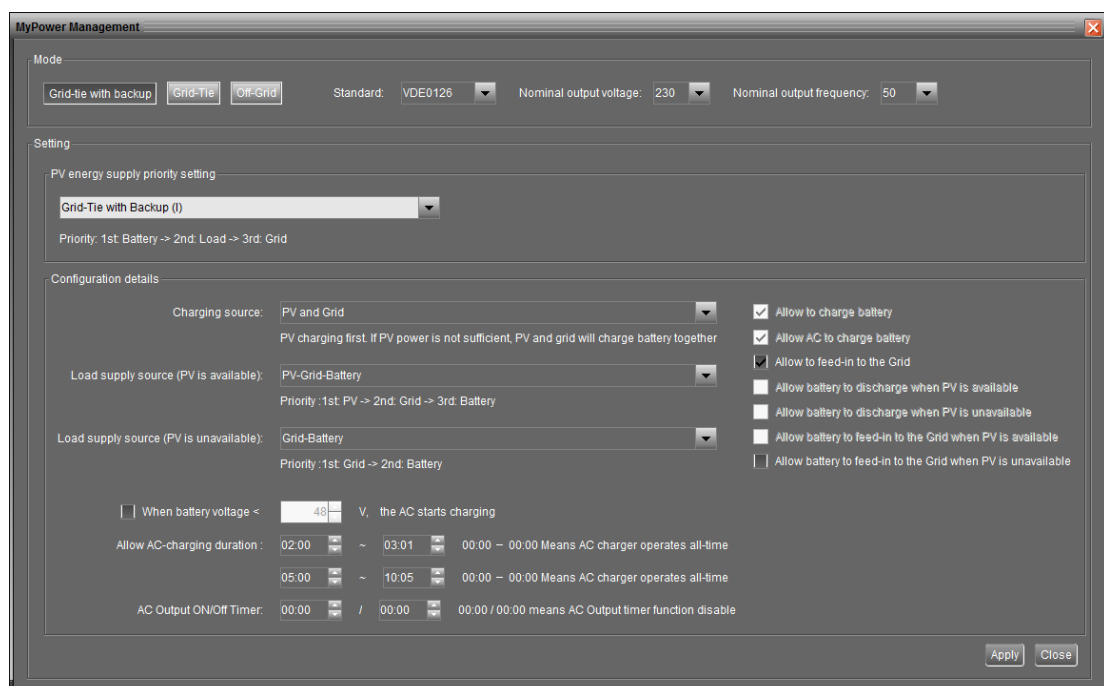 MyPower Management
Mode
Grid-tie with backup Grid-Tie Off-Grid Standard: VDE0126 Nominal output voltage: 230 Nominal output frequency: 50
Setting
PV energy supply priority setting
Grid-Tie with Backup (I)
Priority: 1st: Battery -> 2nd: Load -> 3rd: Grid
Configuration details
Charging source: PV and Grid
PV charging first. If PV power is not sufficient, PV and grid will charge battery together
Load supply source (PV is available): PV-Grid-Battery
Priority :1st: PV -> 2nd: Grid -> 3rd: Battery
Load supply source (PV is unavailable): Grid-Battery
Priority :1st: Grid -> 2nd: Battery
Allow to charge battery
Allow AC to charge battery
Allow to feed-in to the Grid
Allow battery to discharge when PV is available
Allow battery to discharge when PV is unavailable
Allow battery to feed-in to the Grid when PV is available
Allow battery to feed-in to the Grid when PV is unavailable
When battery voltage < 48 V, the AC starts charging
Allow AC-charging duration : 02:00 ~ 03:01 00:00 – 00:00 Means AC charger operates all-time
05:00 ~ 10:05 00:00 – 00:00 Means AC charger operates all-time
AC Output ON/Off Timer: 00:00 / 00:00 00:00 / 00:00 means AC Output timer function disable
Apply Close